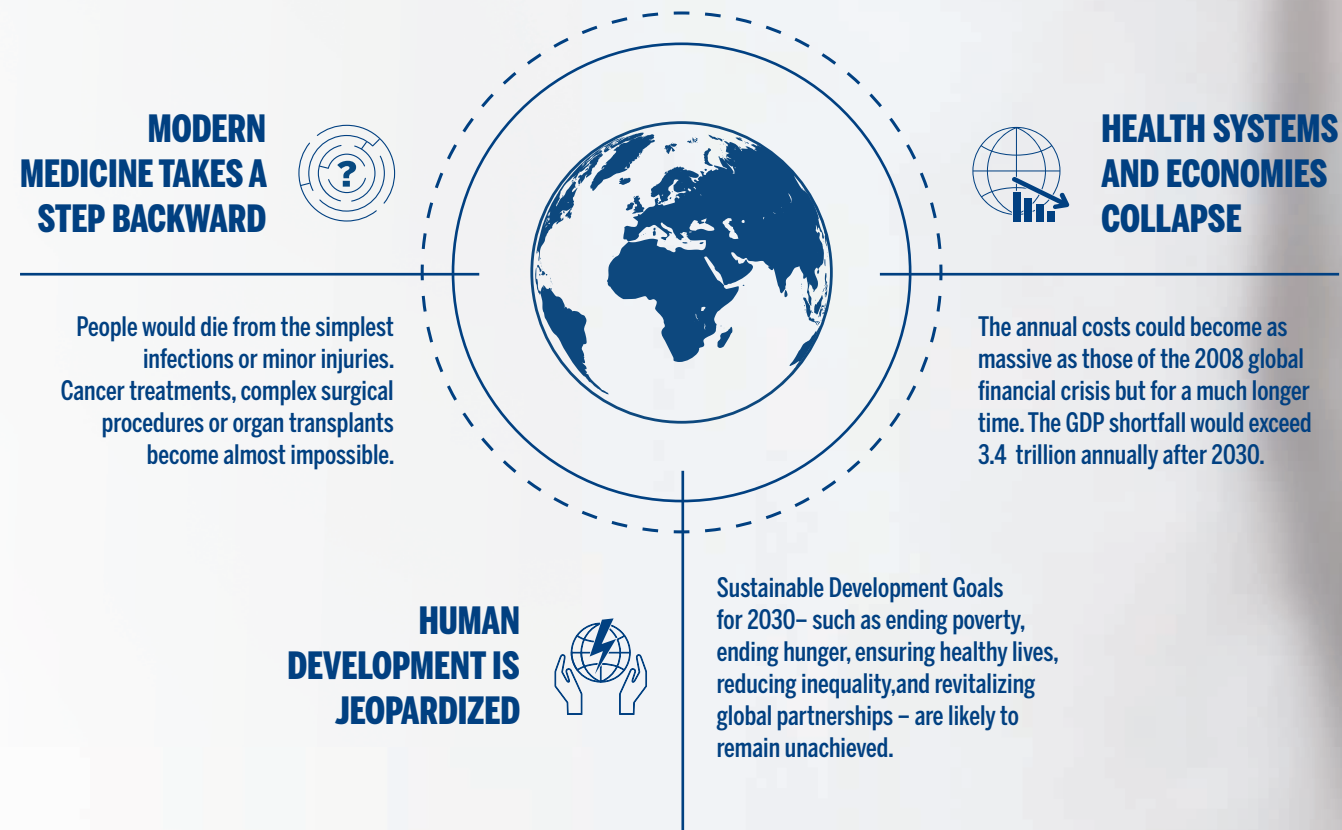 MODERN
MEDICINE TAKES A
STEP BACKWARD
?
People would die from the simplest
infections or minor injuries.
Cancer treatments, complex surgical
procedures or organ transplants
become almost impossible.
HEALTH SYSTEMS
AND ECONOMIES
COLLAPSE
The annual costs could become as
massive as those of the 2008 global
financial crisis but for a much longer
time. The GDP shortfall would exceed
3.4 trillion annually after 2030.
HUMAN
DEVELOPMENT IS
JEOPARDIZED
Sustainable Development Goals
for 2030– such as ending poverty,
ending hunger, ensuring healthy lives,
reducing inequality,and revitalizing
global partnerships – are likely to
remain unachieved.